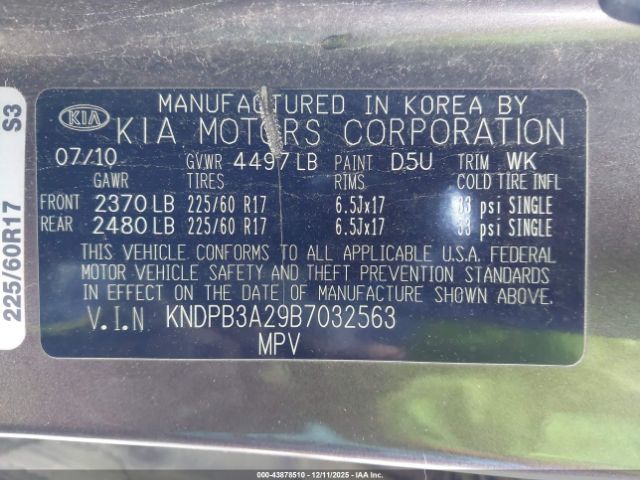 KIA
MANUFACTURED IN KOREA BY
KIA MOTORS CORPORATION
07/10 GVWR 4497 LB PAINT D5U TRIM WK
GAWR TIRES RIMS COLD TIRE INFL
FRONT 2370 LB 225/60 R17 6.5Jx17 33 psi SINGLE
REAR 2480 LB 225/60 R17 6.5Jx17 33 psi SINGLE
THIS VEHICLE CONFORMS TO ALL APPLICABLE U.S.A. FEDERAL
MOTOR VEHICLE SAFETY AND THEFT PREVENTION STANDARDS
IN EFFECT ON THE DATE OF MANUFACTURE SHOWN ABOVE.
V.I.N KNDPB3A29B7032563
MPV
225/60R17 S3
000-43878510 - 12/11/2025 - IAA Inc.